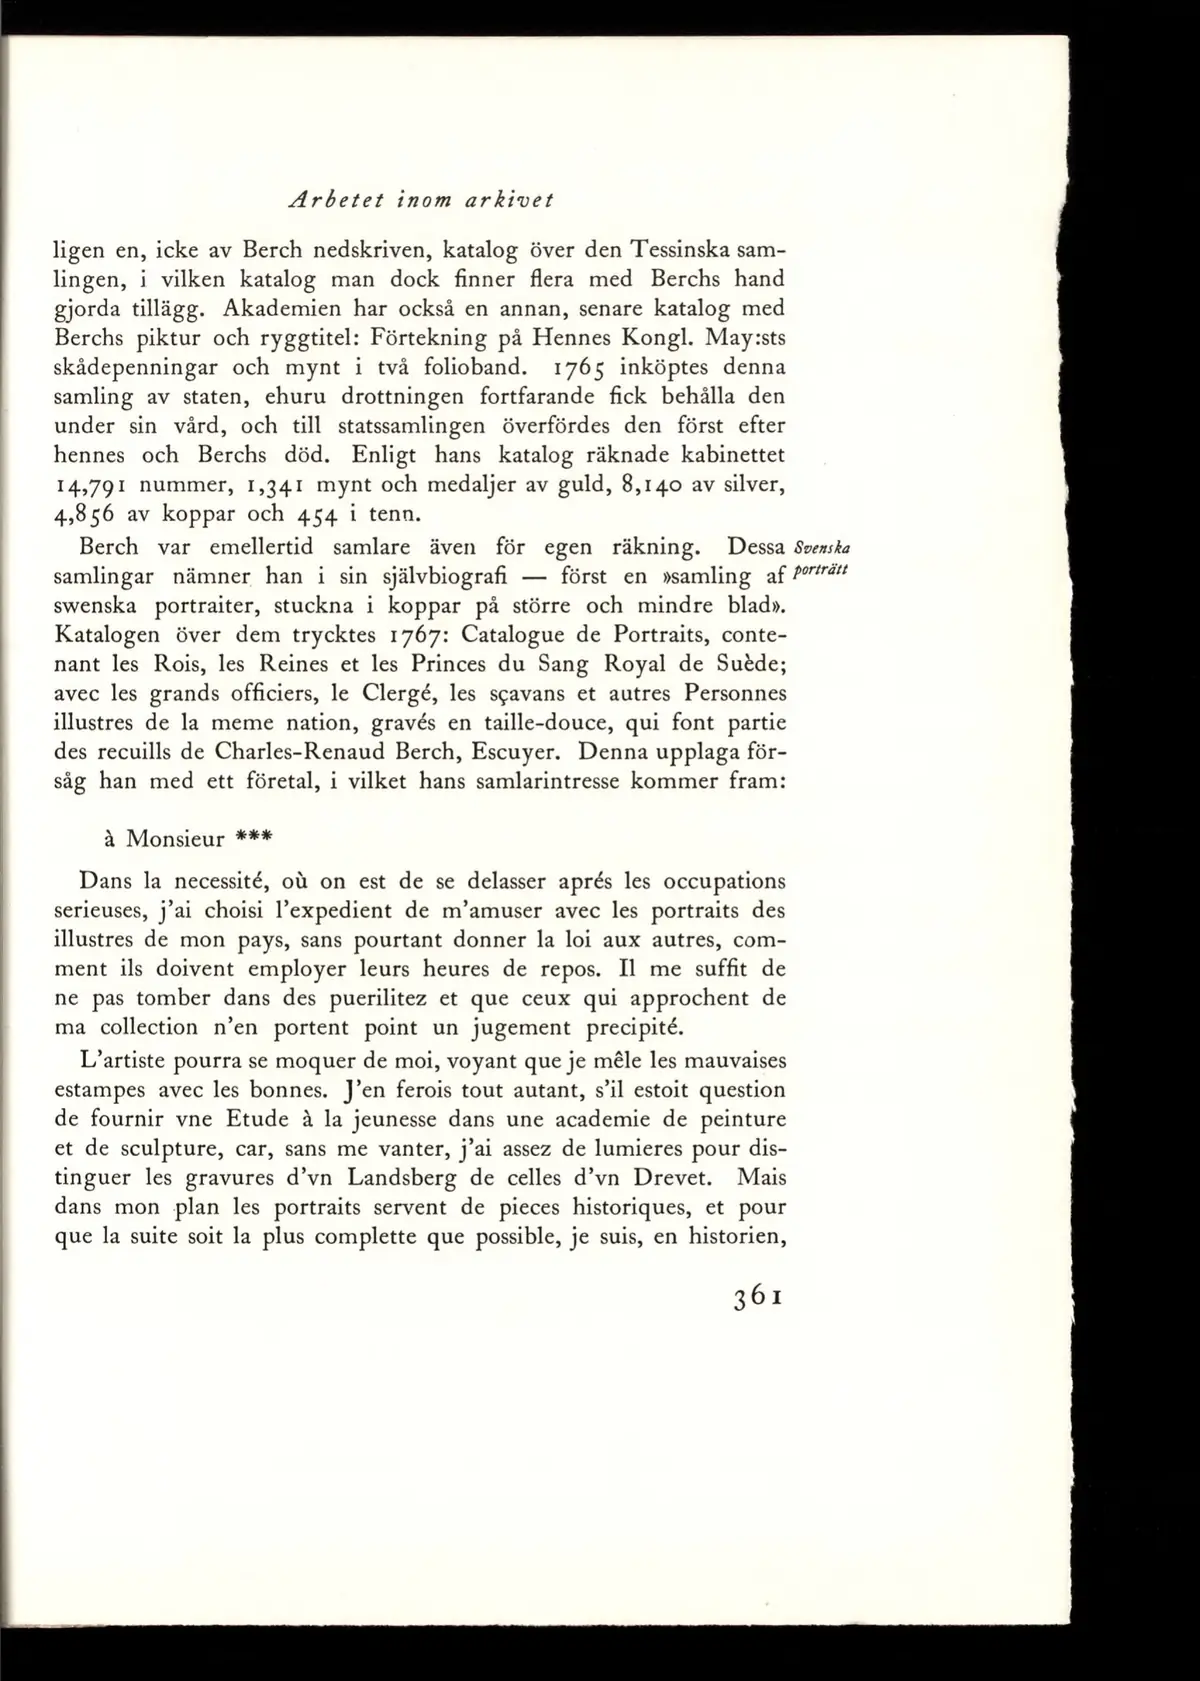 Arbetet inom arkivet
ligen en, icke av Berch nedskriven, katalog över den Tessinska sam-
lingen, i vilken katalog man dock finner flera med Berchs hand
gjorda tillägg. Akademien har också en annan, senare katalog med
Berchs piktur och ryggtitel: Förtekning på Hennes Kongl. May:sts
skådepenningar och mynt i två folioband. 1765 inköptes denna
samling av staten, ehuru drottningen fortfarande fick behålla den
under sin vård, och till statssamlingen överfördes den först efter
hennes och Berchs död. Enligt hans katalog räknade kabinettet
14,791 nummer, 1,341 mynt och medaljer av guld, 8,140 av silver,
4,856 av koppar och 454 i tenn.
Berch var emellertid samlare även för egen räkning. Dessa
samlingar nämner han i sin självbiografi — först en »samling af
swenska portraiter, stuckna i koppar på större och mindre blad».
Katalogen över dem trycktes 1767: Catalogue de Portraits, conte-
nant les Rois, les Reines et les Princes du Sang Royal de Suède;
avec les grands officiers, le Clergé, les sçavans et autres Personnes
illustres de la meme nation, gravés en taille-douce, qui font partie
des recuills de Charles-Renaud Berch, Escuyer. Denna upplaga för-
såg han med ett företal, i vilket hans samlarintresse kommer fram:
Svenska
porträtt
à Monsieur ***
Dans la necessité, où on est de se delasser aprés les occupations
serieuses, j'ai choisi l'expedient de m'amuser avec les portraits des
illustres de mon pays, sans pourtant donner la loi aux autres, com-
ment ils doivent employer leurs heures de repos. Il me suffit de
ne pas tomber dans des puerilitez et que ceux qui approchent de
ma collection n'en portent point un jugement precipité.
L'artiste pourra se moquer de moi, voyant que je mêle les mauvaises
estampes avec les bonnes. J'en ferois tout autant, s'il estoit question
de fournir vne Etude à la jeunesse dans une academie de peinture
et de sculpture, car, sans me vanter, j'ai assez de lumieres pour dis-
tinguer les gravures d'vn Landsberg de celles d'vn Drevet. Mais
dans mon plan les portraits servent de pieces historiques, et pour
que la suite soit la plus complette que possible, je suis, en historien,
361